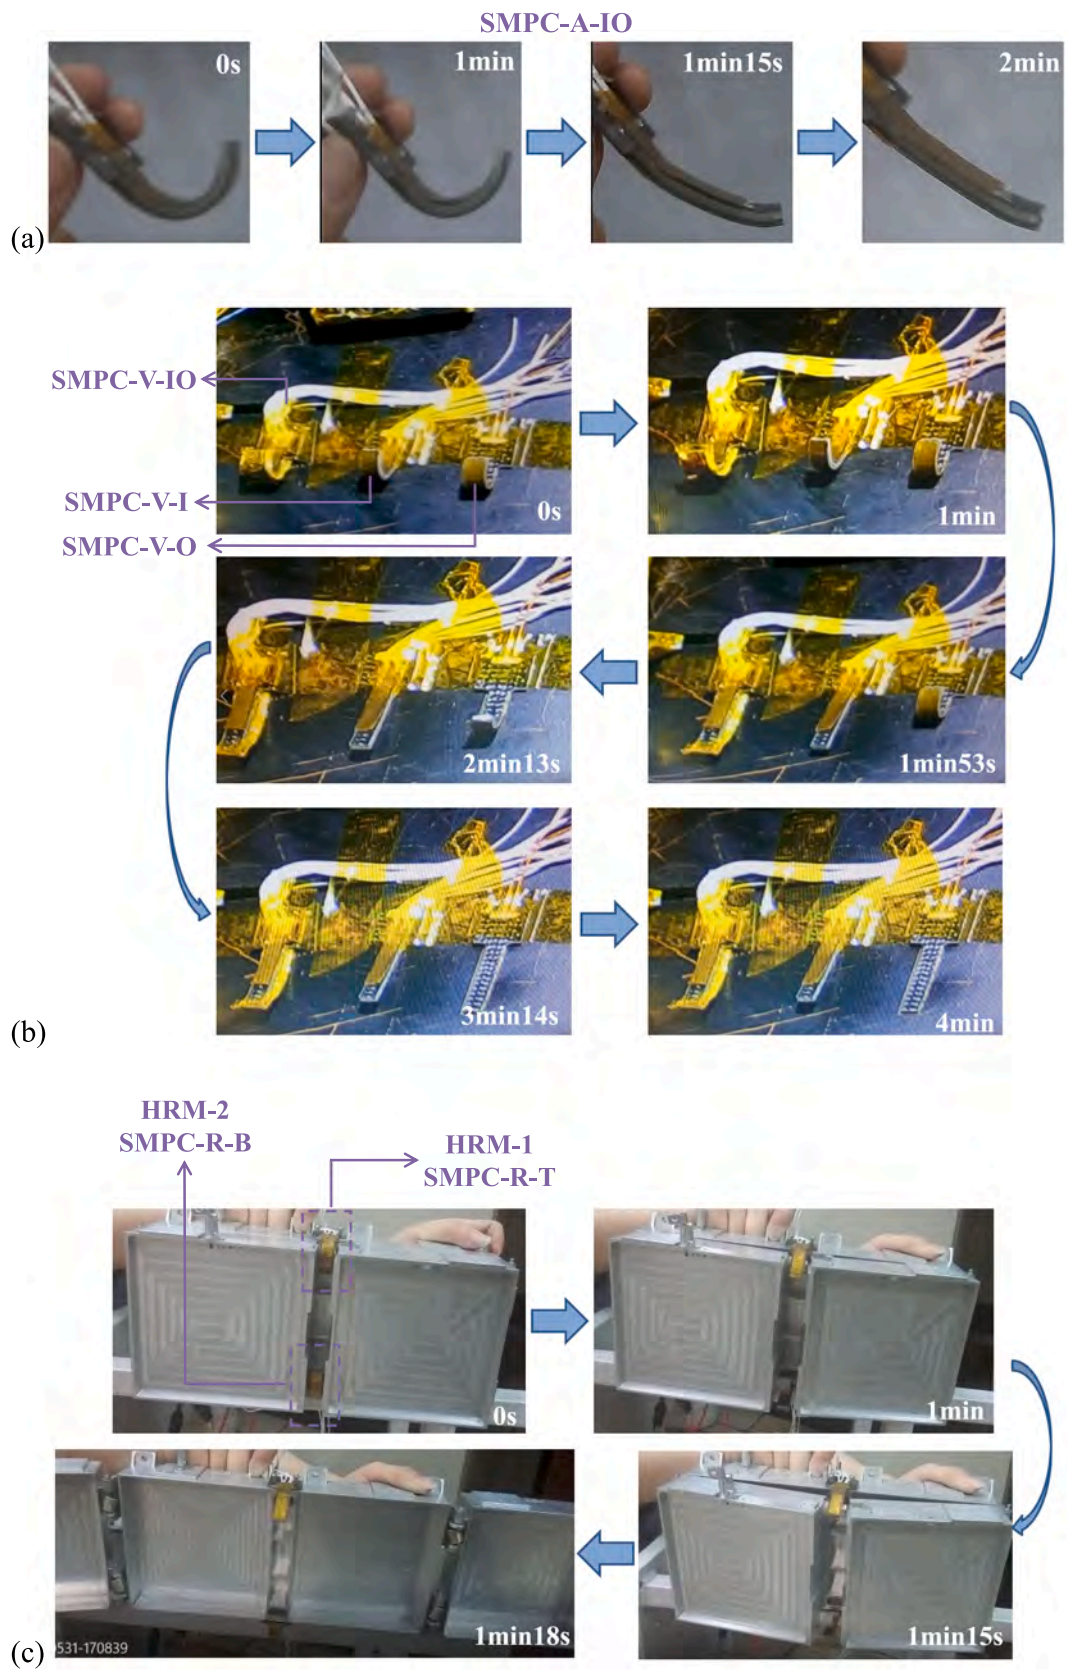 SMPC-A-IO
0s
1min
1min15s
2min
(a)
SMPC-V-IO
SMPC-V-I
SMPC-V-O
0s
1min
2min13s
1min53s
3min14s
4min
(b)
HRM-2
SMPC-R-B
HRM-1
SMPC-R-T
0s
1min
1min18s
1min15s
531-170839
(c)